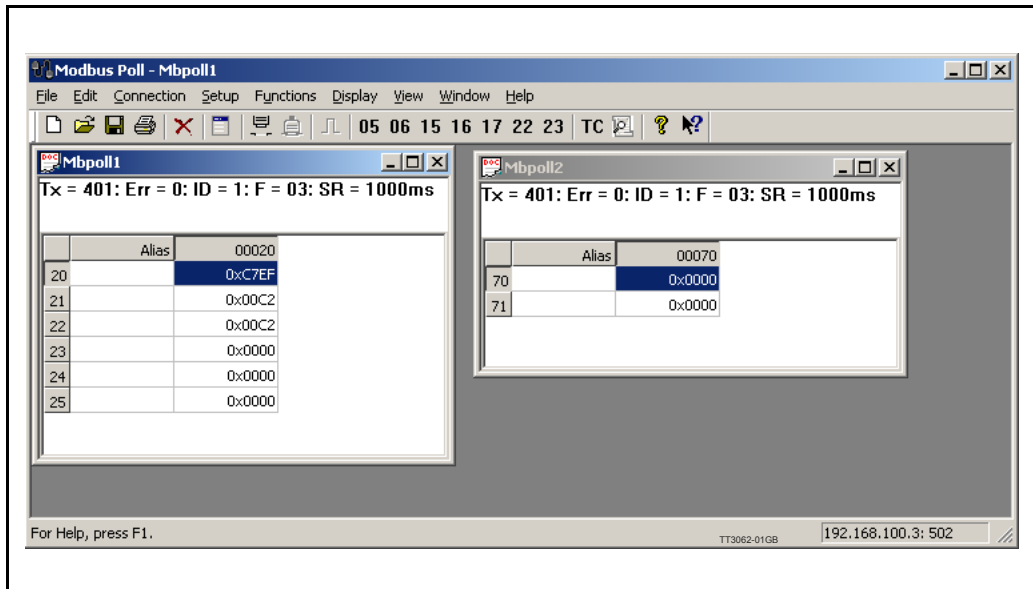 Modbus Poll - Mbpoll1
File Edit Connection Setup Functions Display View Window Help
05 06 15 16 17 22 23 TC
Mbpoll1
Tx = 401: Err = 0: ID = 1: F = 03: SR = 1000ms
Alias 00020
20 0xC7EF
21 0x00C2
22 0x00C2
23 0x0000
24 0x0000
25 0x0000
Mbpoll2
Tx = 401: Err = 0: ID = 1: F = 03: SR = 1000ms
Alias 00070
70 0x0000
71 0x0000
For Help, press F1.
TT3062-01GB
192.168.100.3: 502